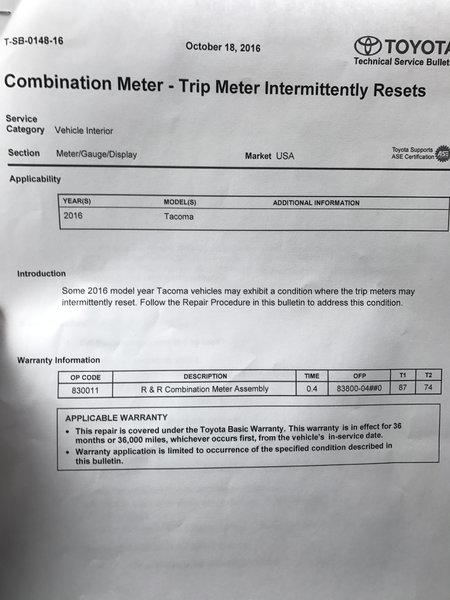 T-SB-0148-16
October 18, 2016
TOYOTA
Technical Service Bullet
Combination Meter - Trip Meter Intermittently Resets
Service
Category Vehicle Interior
Section Meter/Gauge/Display Market USA
Toyota Supports
ASE Certification ASE
Applicability
YEAR(S) MODEL(S) ADDITIONAL INFORMATION
2016 Tacoma
Introduction
Some 2016 model year Tacoma vehicles may exhibit a condition where the trip meters may
intermittently reset. Follow the Repair Procedure in this bulletin to address this condition.
Warranty Information
OP CODE DESCRIPTION TIME OFP T1 T2
830011 R & R Combination Meter Assembly 0.4 83800-04##0 87 74
APPLICABLE WARRANTY
• This repair is covered under the Toyota Basic Warranty. This warranty is in effect for 36
months or 36,000 miles, whichever occurs first, from the vehicle's in-service date.
• Warranty application is limited to occurrence of the specified condition described in
this bulletin.